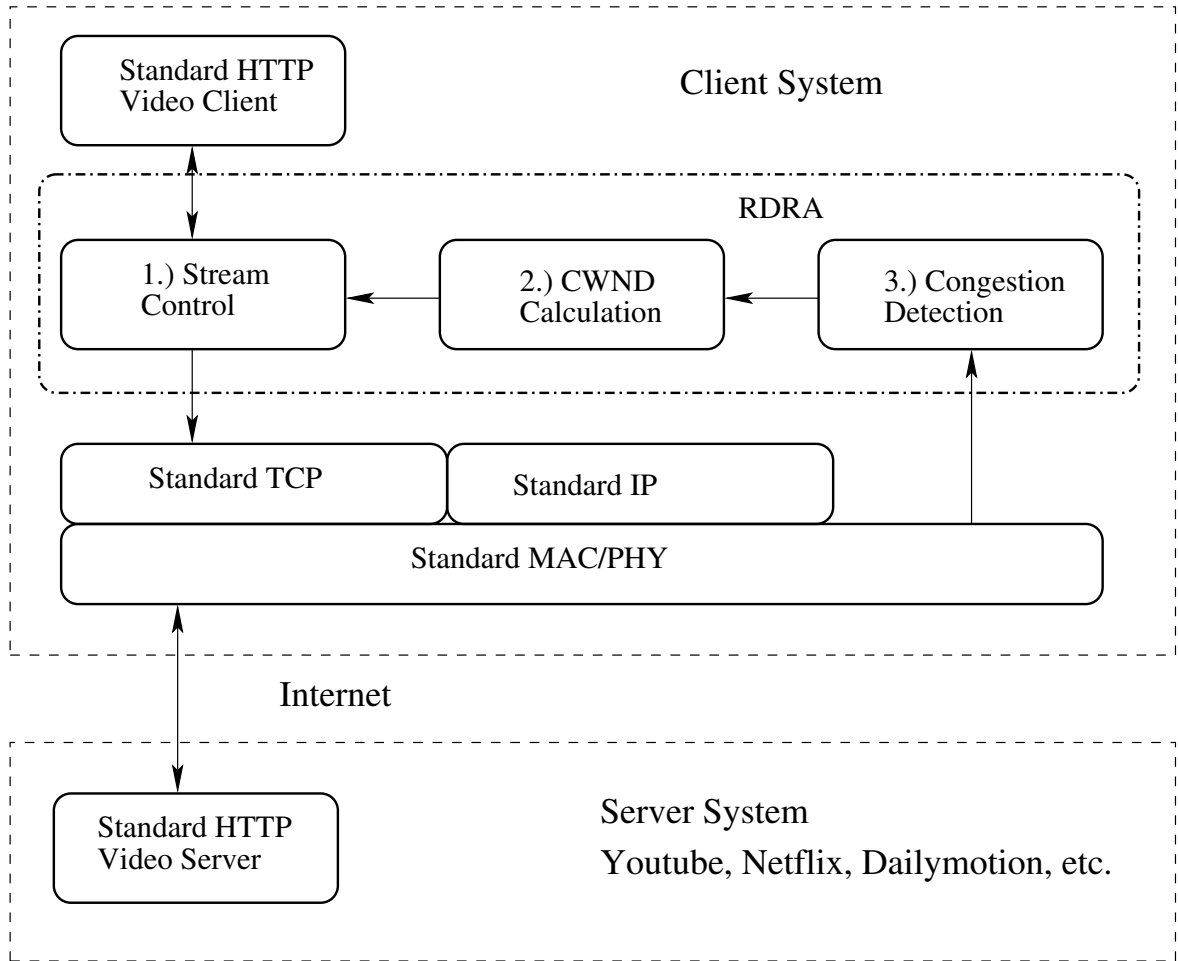 Standard HTTP
Video Client
Client System
RDRA
1.) Stream
Control
2.) CWND
Calculation
3.) Congestion
Detection
Standard TCP
Standard IP
Standard MAC/PHY
Internet
Standard HTTP
Video Server
Server System
Youtube, Netflix, Dailymotion, etc.